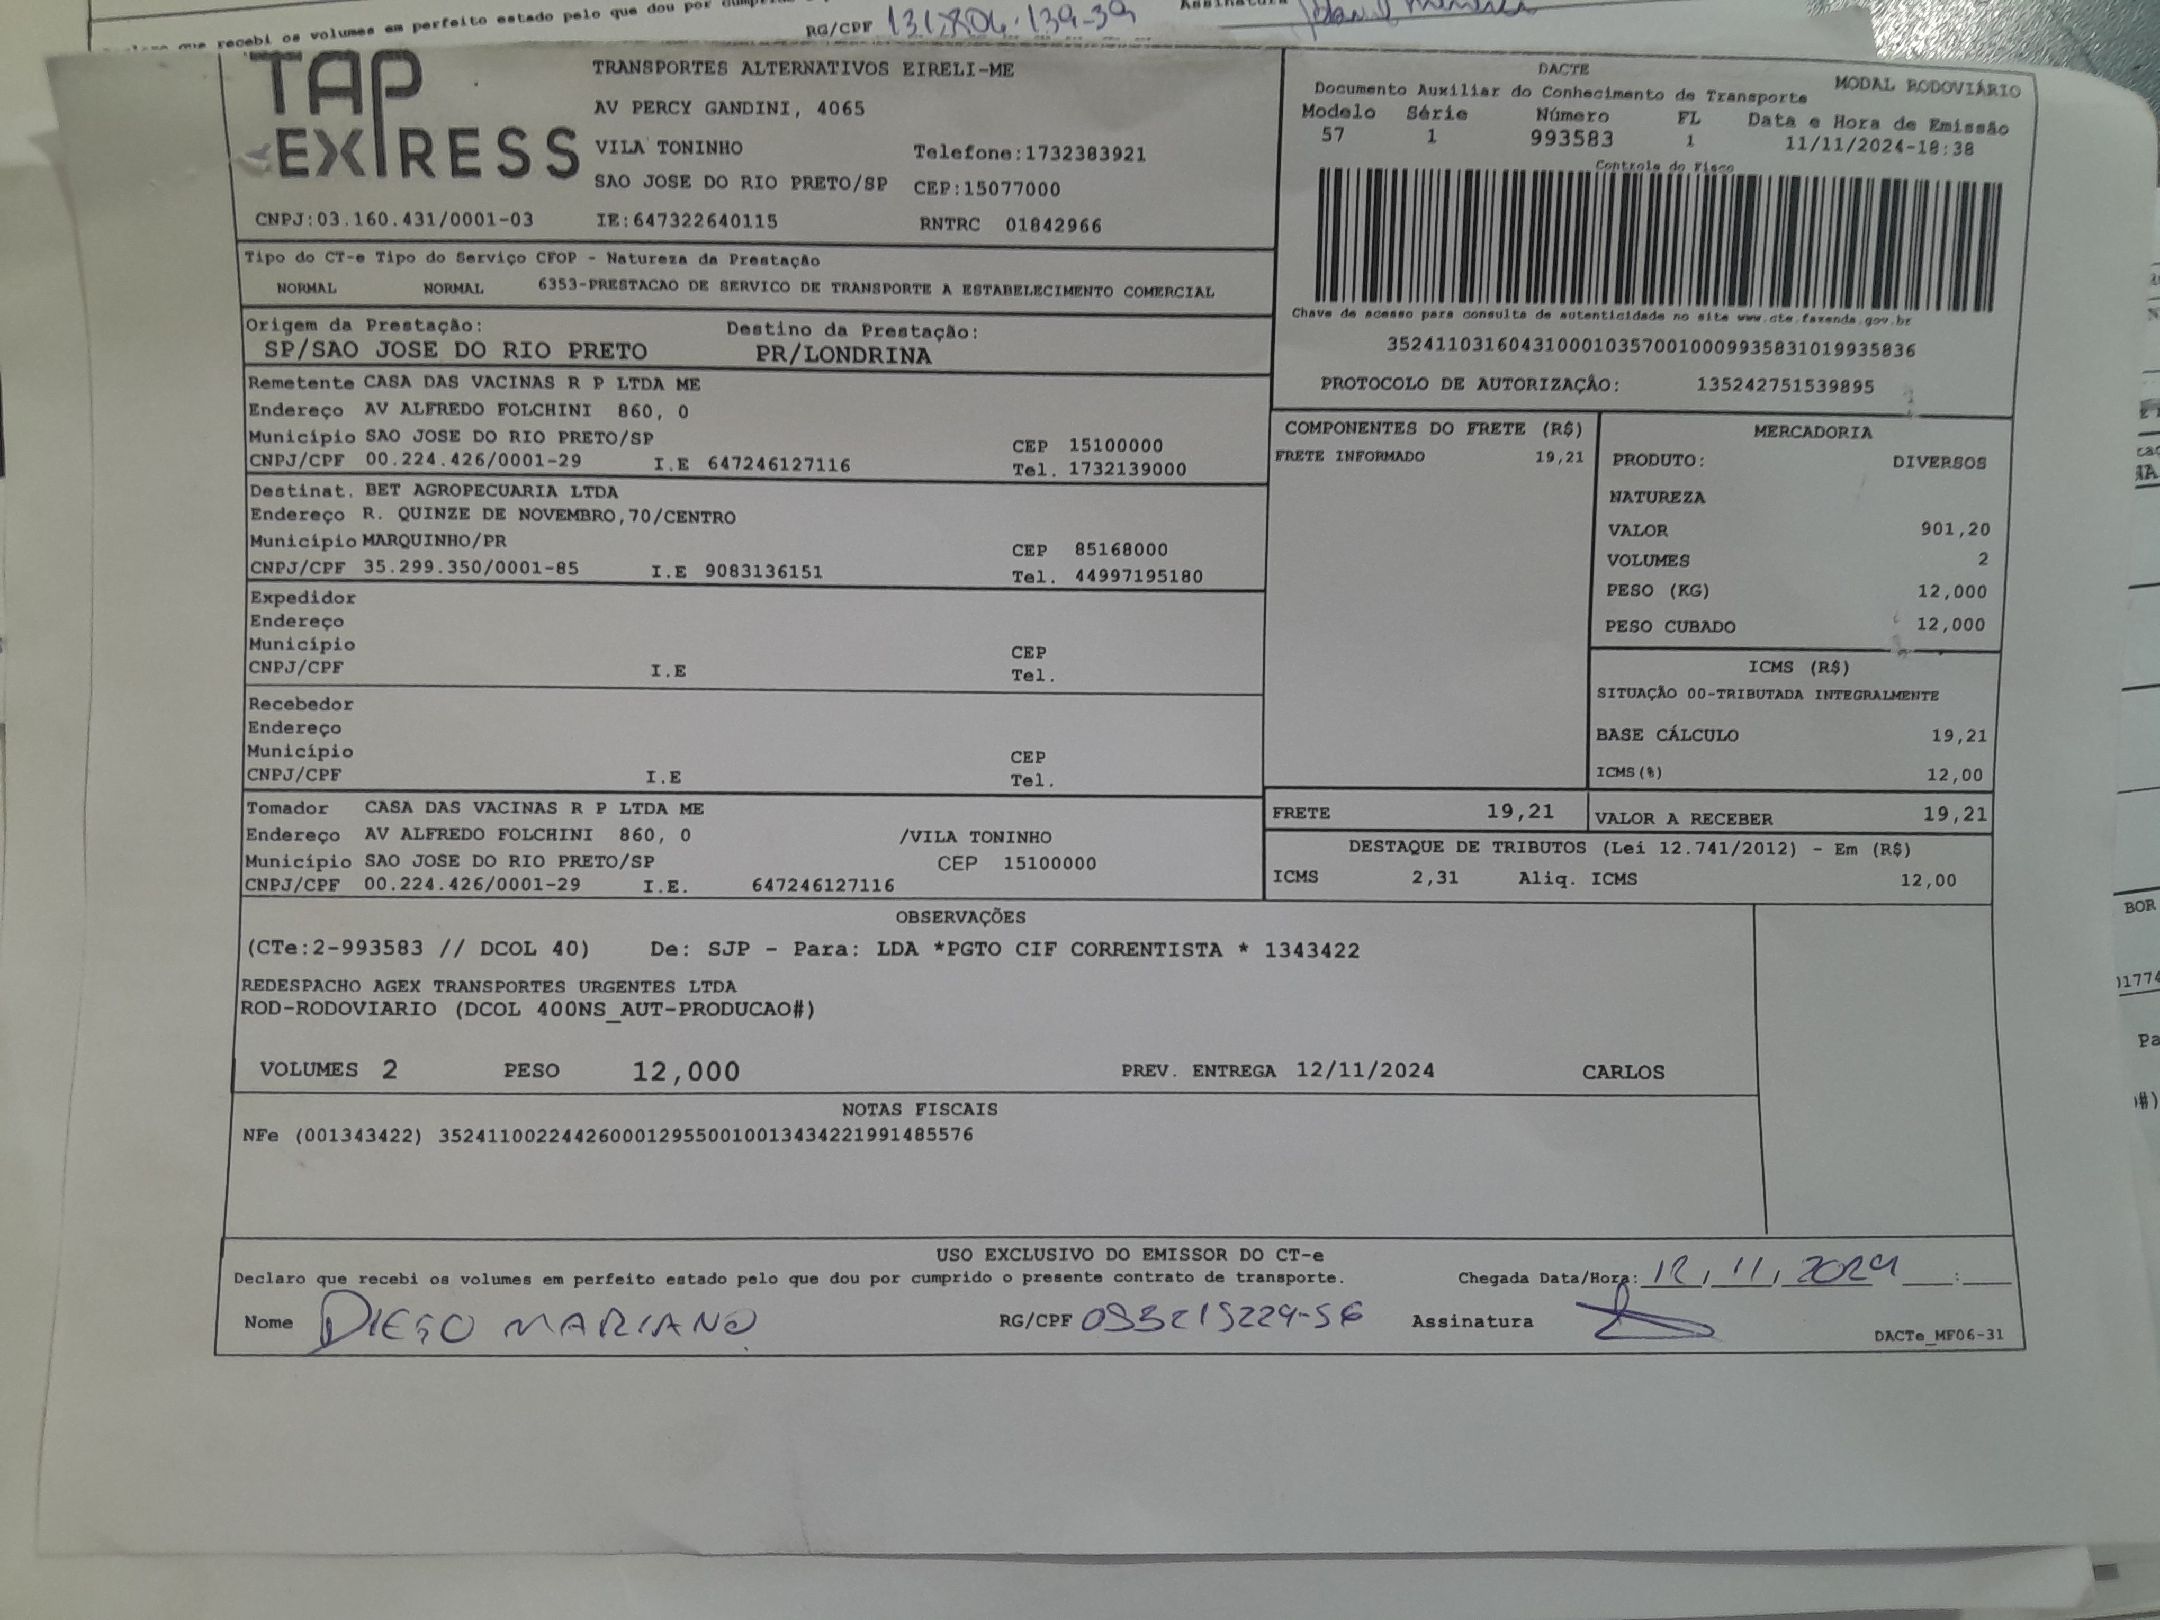 recebi os volumes em perfeito estado pelo que dou por
RG/CPF 131.804.139-39
TAP EXPRESS
TRANSPORTES ALTERNATIVOS EIRELI-ME
AV PERCY GANDINI, 4065
VILA TONINHO Telefone:1732383921
SAO JOSE DO RIO PRETO/SP CEP:15077000
CNPJ:03.160.431/0001-03 IE:647322640115 RNTRC 01842966
DACTE MODAL RODOVIÁRIO
Documento Auxiliar do Conhecimento de Transporte
Modelo Série Número FL Data e Hora de Emissão
57 1 993583 1 11/11/2024-18:38
Controle do Fisco
Chave de acesso para consulta de autenticidade no site www.cte.fazenda.gov.br
35241103160431000103570010009935831019935836
PROTOCOLO DE AUTORIZAÇÃO: 135242751539895
Tipo do CT-e Tipo do Serviço CFOP - Natureza da Prestação
NORMAL NORMAL 6353-PRESTACAO DE SERVICO DE TRANSPORTE A ESTABELECIMENTO COMERCIAL
Origem da Prestação: Destino da Prestação:
SP/SAO JOSE DO RIO PRETO PR/LONDRINA
Remetente CASA DAS VACINAS R P LTDA ME
Endereço AV ALFREDO FOLCHINI 860, 0
Município SAO JOSE DO RIO PRETO/SP CEP 15100000
CNPJ/CPF 00.224.426/0001-29 I.E 647246127116 Tel. 1732139000
Destinat. BET AGROPECUARIA LTDA
Endereço R. QUINZE DE NOVEMBRO,70/CENTRO
Município MARQUINHO/PR CEP 85168000
CNPJ/CPF 35.299.350/0001-85 I.E 9083136151 Tel. 44997195180
Expedidor
Endereço
Município CEP
CNPJ/CPF I.E Tel.
Recebedor
Endereço
Município CEP
CNPJ/CPF I.E Tel.
Tomador CASA DAS VACINAS R P LTDA ME
Endereço AV ALFREDO FOLCHINI 860, 0 /VILA TONINHO
Município SAO JOSE DO RIO PRETO/SP CEP 15100000
CNPJ/CPF 00.224.426/0001-29 I.E. 647246127116
COMPONENTES DO FRETE (R$)
FRETE INFORMADO 19,21
MERCADORIA
PRODUTO: DIVERSOS
NATUREZA
VALOR 901,20
VOLUMES 2
PESO (KG) 12,000
PESO CUBADO 12,000
ICMS (R$)
SITUAÇÃO 00-TRIBUTADA INTEGRALMENTE
BASE CÁLCULO 19,21
ICMS(%) 12,00
FRETE 19,21 VALOR A RECEBER 19,21
DESTAQUE DE TRIBUTOS (Lei 12.741/2012) - Em (R$)
ICMS 2,31 Aliq. ICMS 12,00
OBSERVAÇÕES
(CTe:2-993583 // DCOL 40) De: SJP - Para: LDA *PGTO CIF CORRENTISTA * 1343422
REDESPACHO AGEX TRANSPORTES URGENTES LTDA
ROD-RODOVIARIO (DCOL 400NS_AUT-PRODUCAO#)
VOLUMES 2 PESO 12,000 PREV. ENTREGA 12/11/2024 CARLOS
NOTAS FISCAIS
NFe (001343422) 35241100224426000129550010013434221991485576
USO EXCLUSIVO DO EMISSOR DO CT-e
Declaro que recebi os volumes em perfeito estado pelo que dou por cumprido o presente contrato de transporte. Chegada Data/Hora: 12, 11, 2024 :
Nome DIEGO MARIANO RG/CPF Assinatura
DACTe_MF06-31
BOR